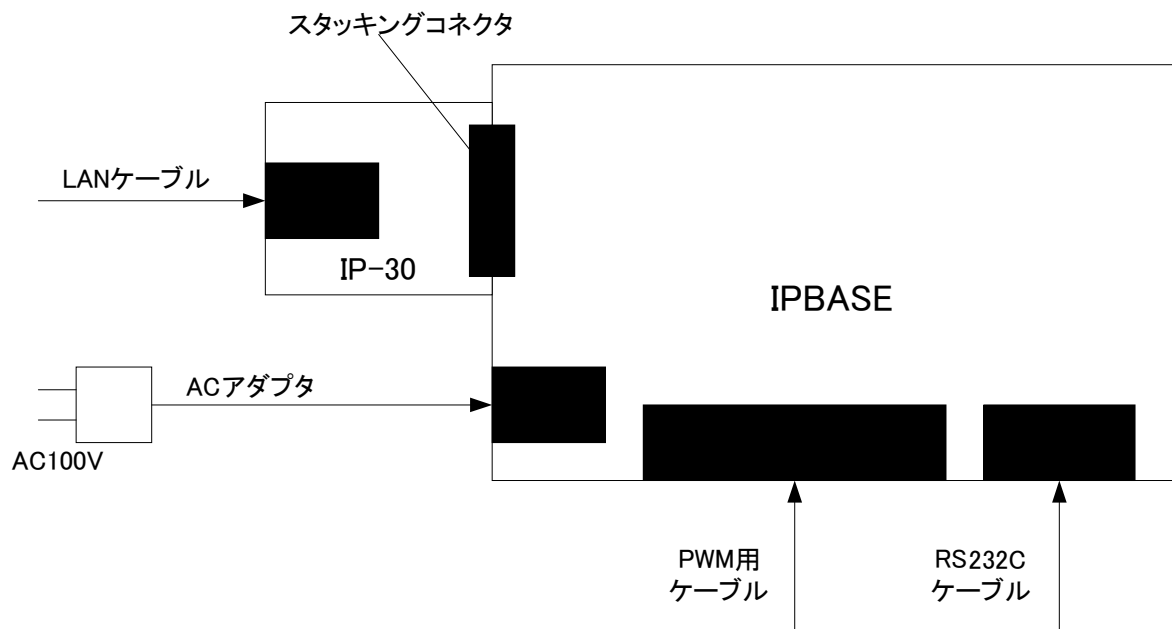 スタッキングコネクタ
LANケーブル
IP-30
IPBASE
ACアダプタ
AC100V
PWM用
ケーブル
RS232C
ケーブル